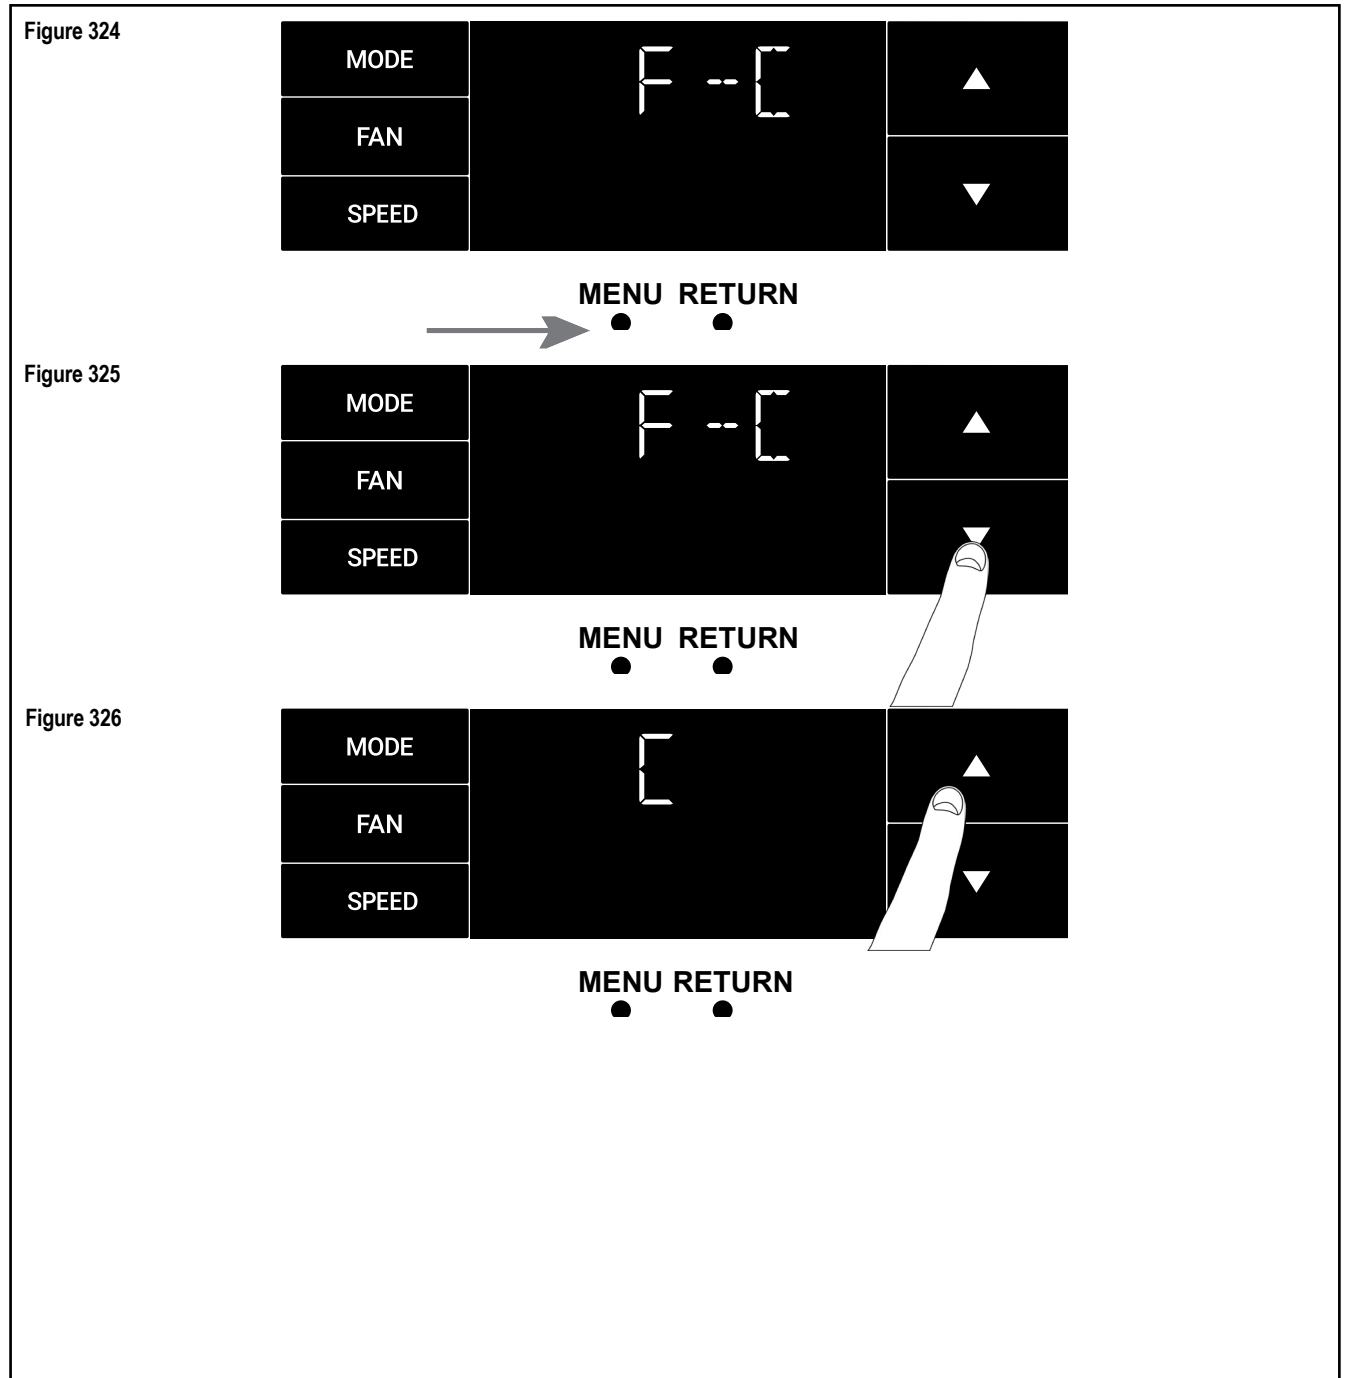 Figure 324
MODE
F-C
FAN
SPEED
MENU RETURN
Figure 325
MODE
F-C
FAN
SPEED
MENU RETURN
Figure 326
MODE
C
FAN
SPEED
MENU RETURN